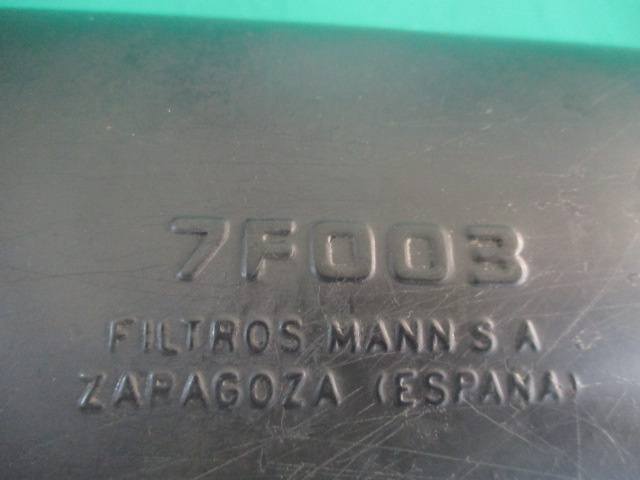 7F003
FILTROS MANN S A
ZARAGOZA (ESPAÑA)